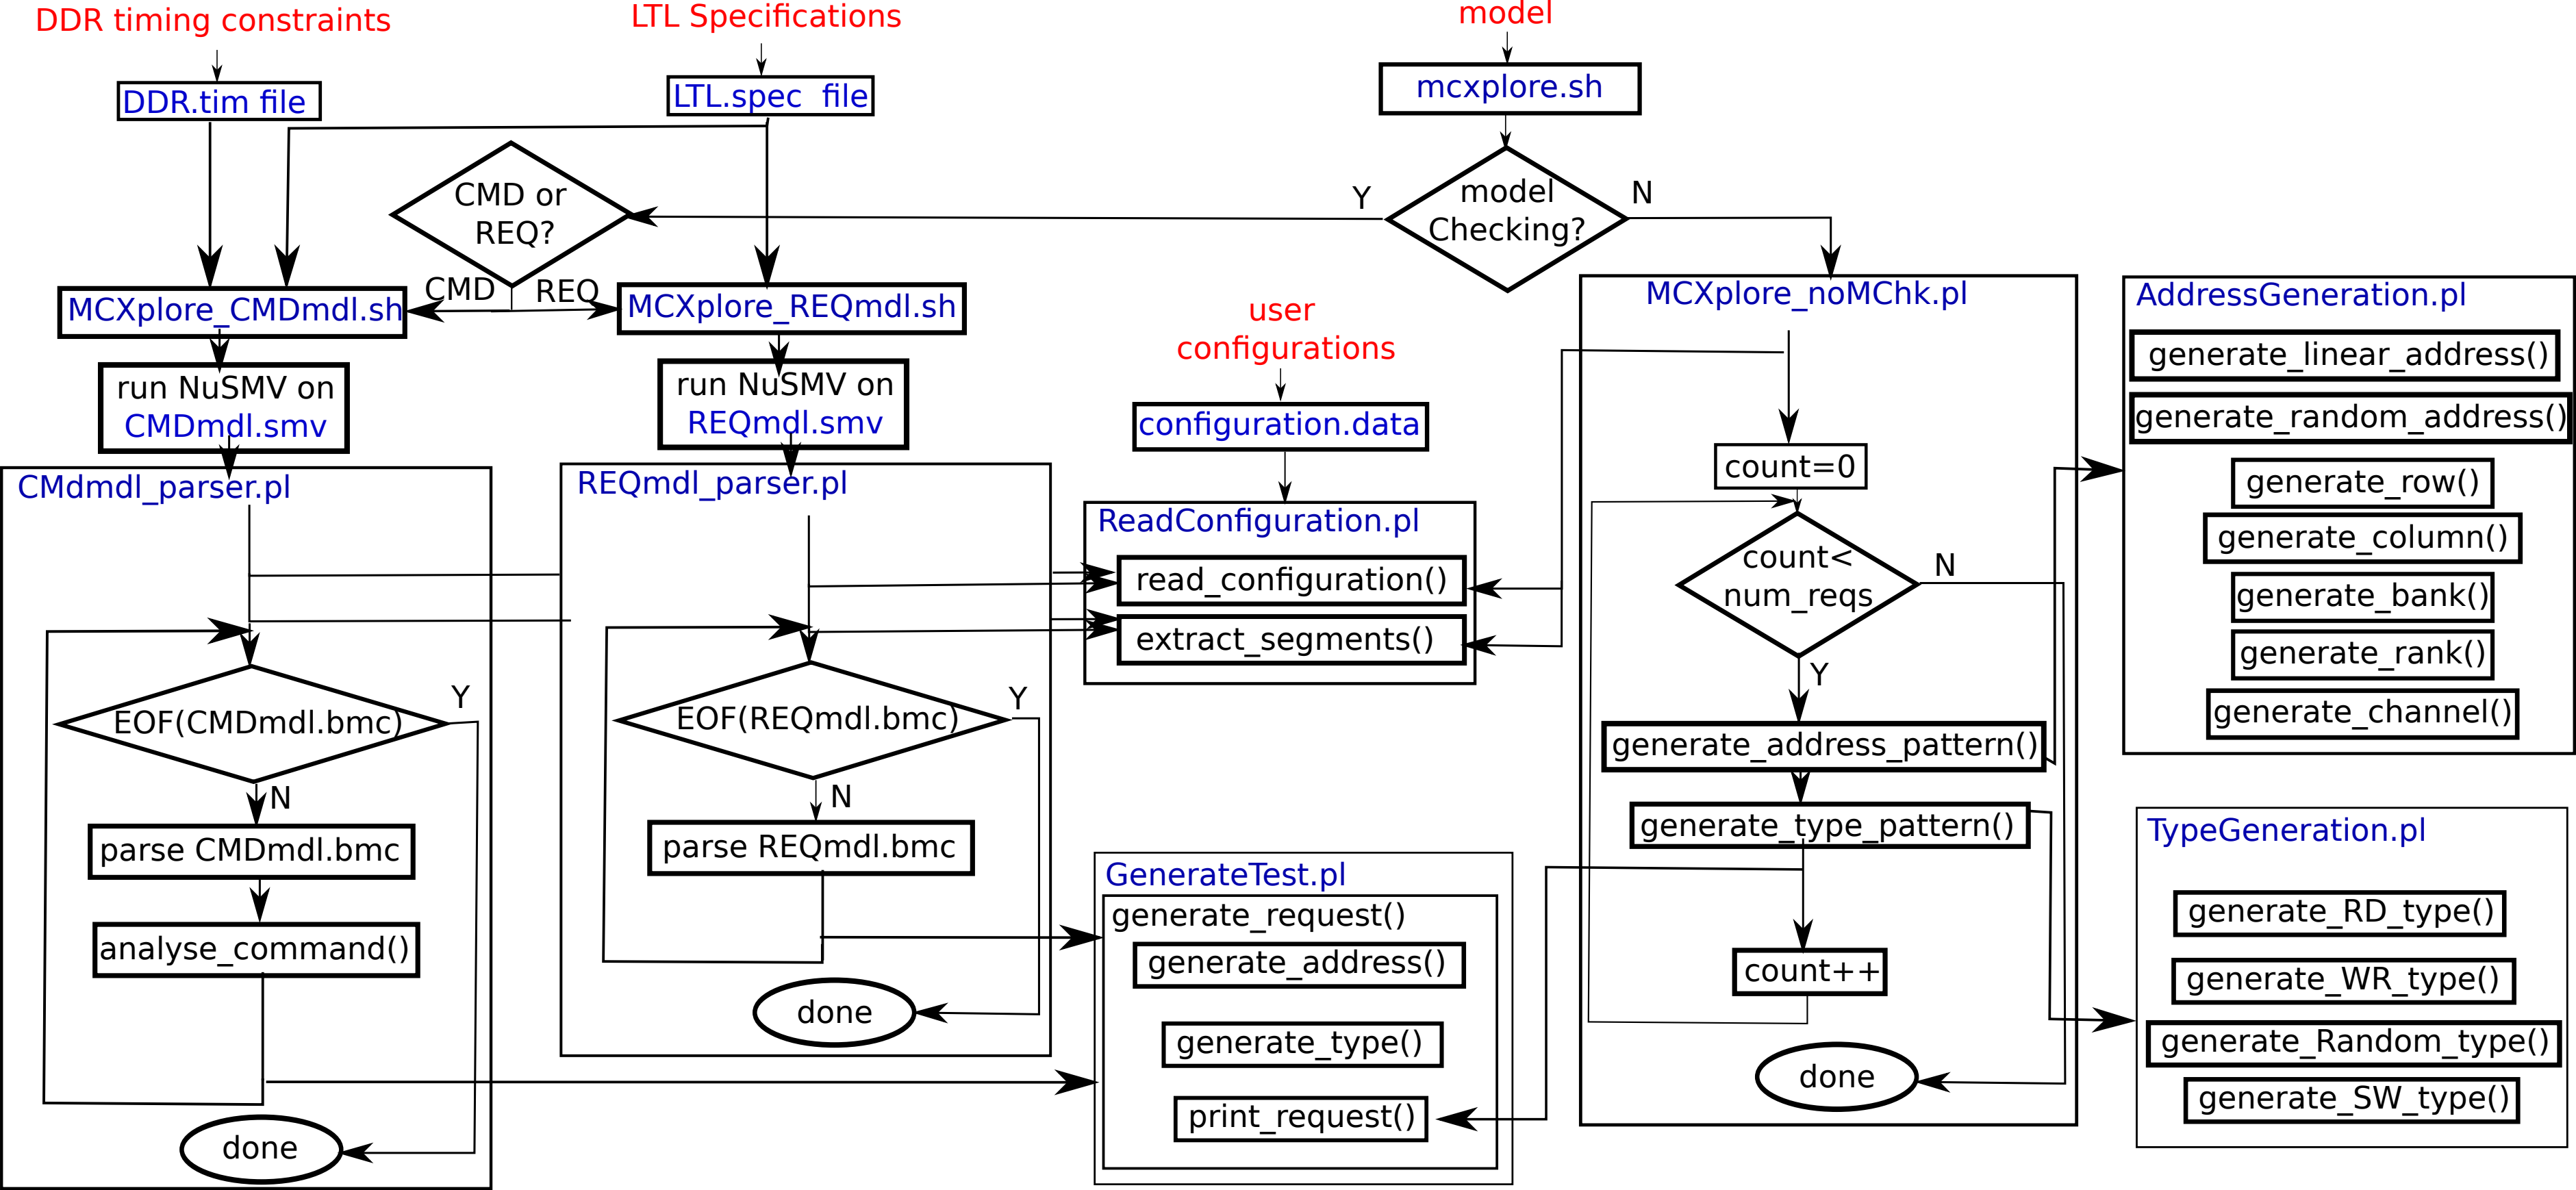 DDR timing constraints
DDR.tim file
LTL Specifications
LTL.spec file
model
mcxplore.sh
model
Checking?
Y
N
CMD or
REQ?
CMD
REQ
MCXplore_CMDmdl.sh
run NuSMV on
CMDmdl.smv
MCXplore_REQmdl.sh
run NuSMV on
REQmdl.smv
CMdmdl_parser.pl
EOF(CMDmdl.bmc)
Y
N
parse CMDmdl.bmc
analyse_command()
done
REQmdl_parser.pl
EOF(REQmdl.bmc)
Y
N
parse REQmdl.bmc
done
user
configurations
configuration.data
ReadConfiguration.pl
read_configuration()
extract_segments()
GenerateTest.pl
generate_request()
generate_address()
generate_type()
print_request()
MCXplore_noMChk.pl
count=0
count<
num_reqs
N
Y
generate_address_pattern()
generate_type_pattern()
count++
done
AddressGeneration.pl
generate_linear_address()
generate_random_address()
generate_row()
generate_column()
generate_bank()
generate_rank()
generate_channel()
TypeGeneration.pl
generate_RD_type()
generate_WR_type()
generate_Random_type()
generate_SW_type()